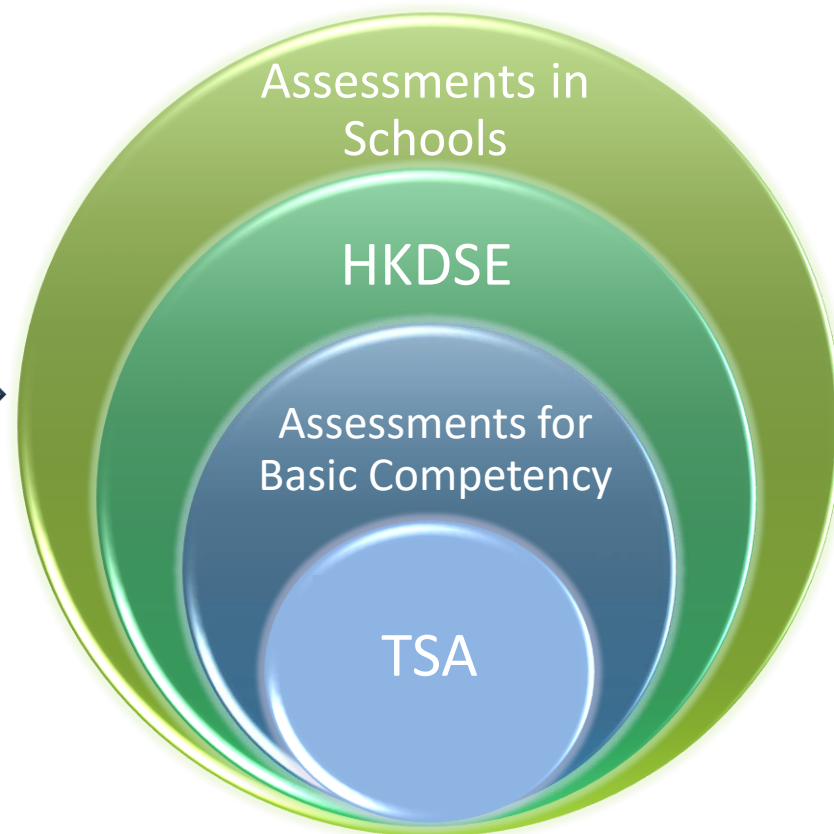 Assessments in
Schools
HKDSE
Assessments for
Basic Competency
TSA